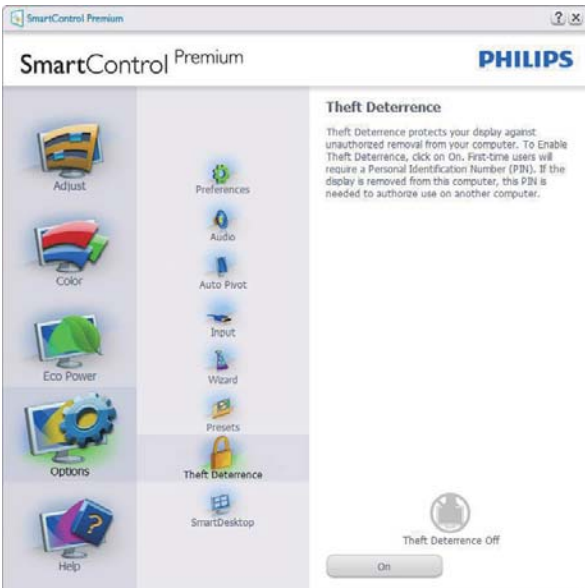 SmartControl Premium
? x
SmartControl Premium
PHILIPS
Adjust
Color
Eco Power
Options
Help
Preferences
Audio
Auto Pivot
Input
Wizard
Presets
Theft Deterrence
SmartDesktop
Theft Deterrence
Theft Deterrence protects your display against
unauthorized removal from your computer. To Enable
Theft Deterrence, click on On. First-time users will
require a Personal Identification Number (PIN). If the
display is removed from this computer, this PIN is
needed to authorize use on another computer.
Theft Deterrence Off
On